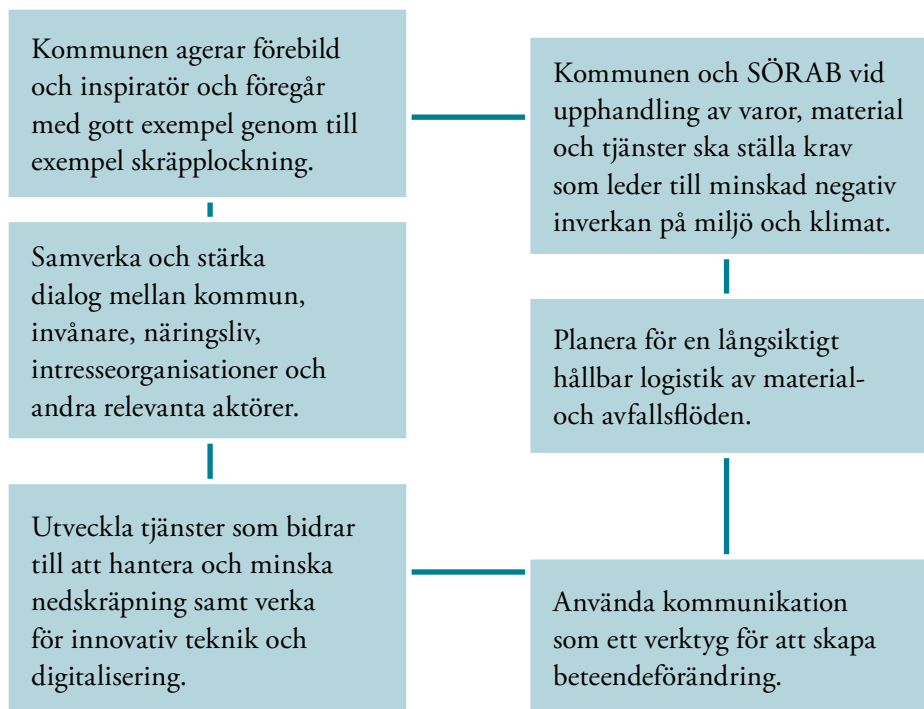 Kommunen agerar förebild
och inspiratör och föregår
med gott exempel genom till
exempel skräpplockning.
Kommunen och SÖRAB vid
upphandling av varor, material
och tjänster ska ställa krav
som leder till minskad negativ
inverkan på miljö och klimat.
Samverka och stärka
dialog mellan kommun,
invånare, näringsliv,
intresseorganisationer och
andra relevanta aktörer.
Planera för en långsiktigt
hållbar logistik av material-
och avfallsflöden.
Utveckla tjänster som bidrar
till att hantera och minska
nedskräpning samt verka
för innovativ teknik och
digitalisering.
Använda kommunikation
som ett verktyg för att skapa
beteendeförändring.